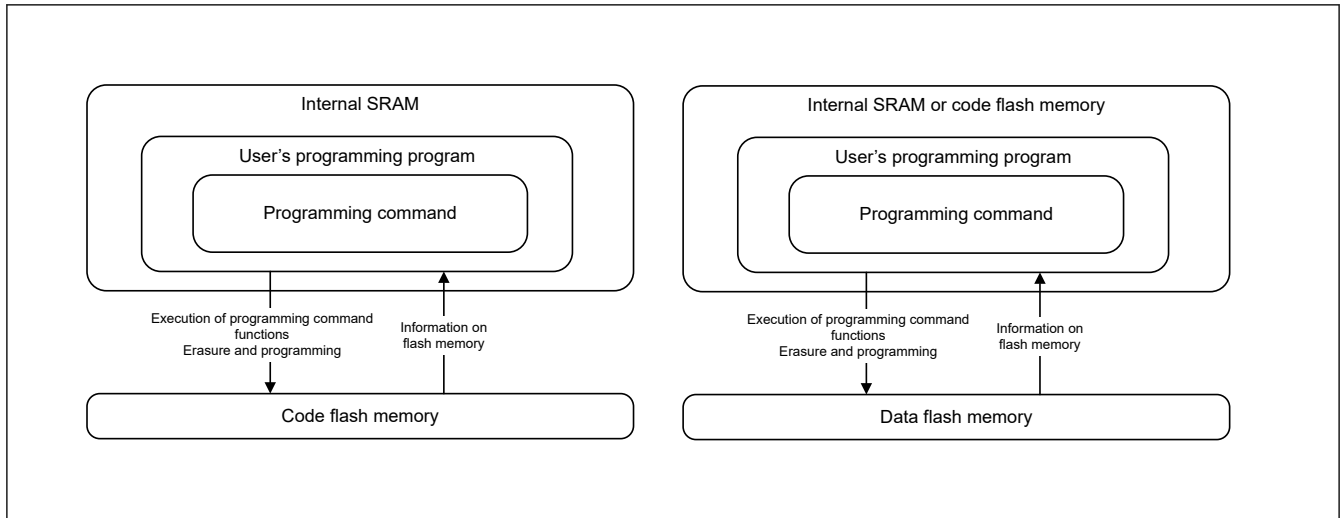 Internal SRAM
User’s programming program
Programming command
Execution of programming command
functions
Erasure and programming
Information on
flash memory
Code flash memory
Internal SRAM or code flash memory
User’s programming program
Programming command
Execution of programming command
functions
Erasure and programming
Information on
flash memory
Data flash memory